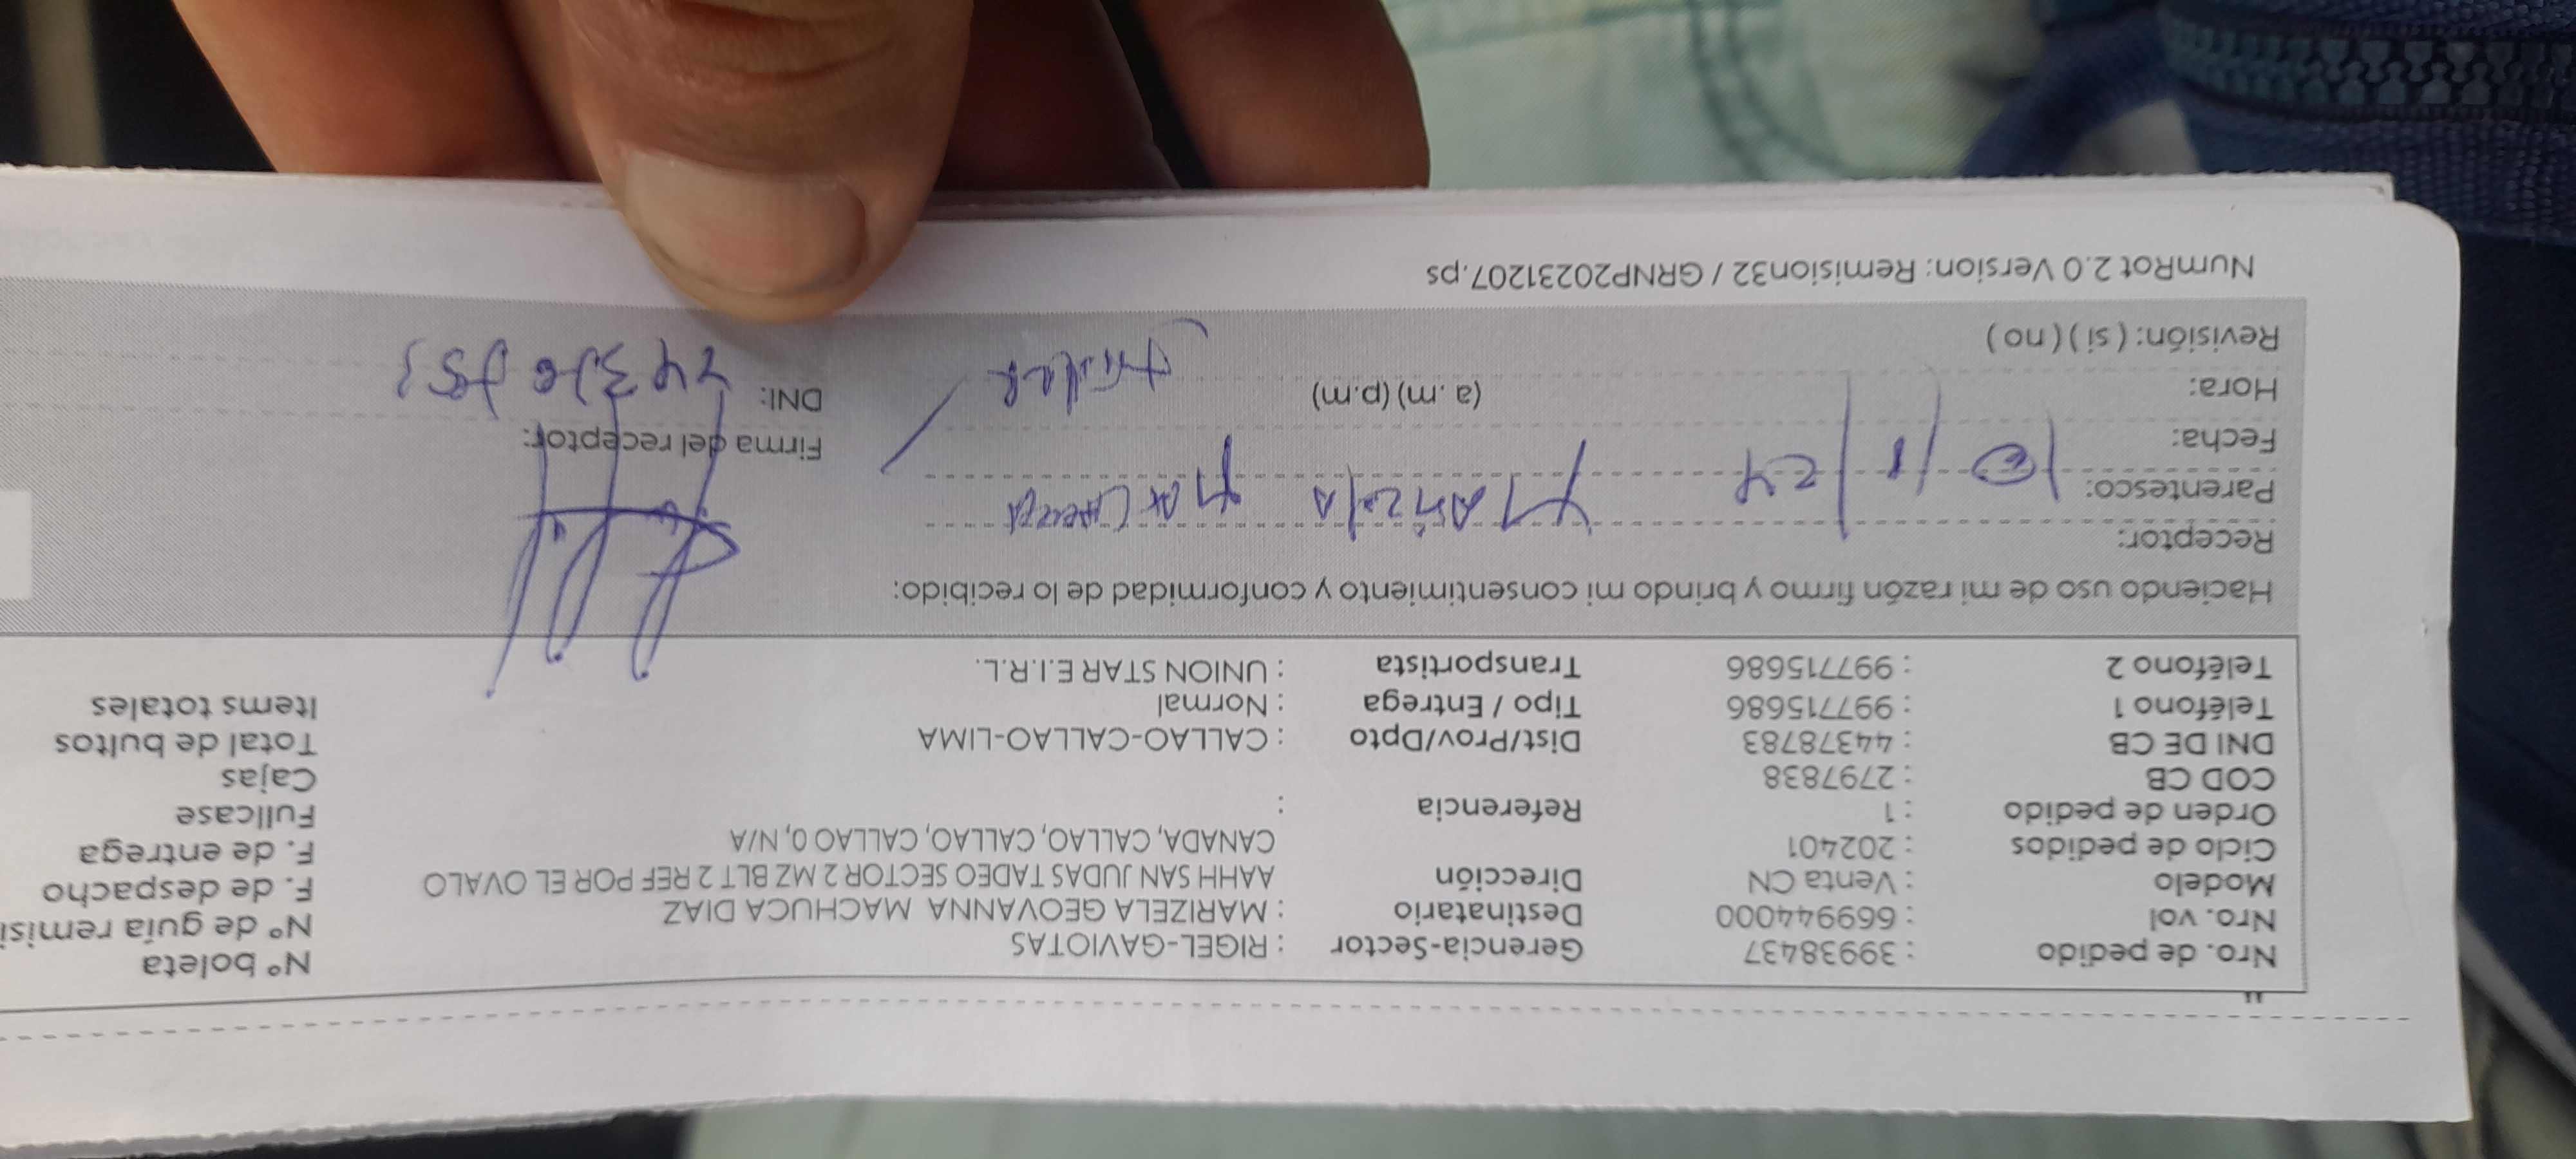 Nro. de pedido : 39938437 Gerencia-Sector : RIGEL-GAVIOTAS N° boleta
Nro. vol : 669944000 Destinatario : MARIZELA GEOVANNA MACHUCA DIAZ N° de guía remisi
Modelo : Venta CN Dirección AAHH SAN JUDAS TADEO SECTOR 2 MZ BLT 2 REF POR EL OVALO F. de despacho
Ciclo de pedidos : 202401 CANADA, CALLAO, CALLAO, CALLAO 0, N/A F. de entrega
Orden de pedido : 1 Referencia : Fullcase
COD CB : 2797838 Cajas
DNI DE CB : 44378783 Dist/Prov/Dpto : CALLAO-CALLAO-LIMA Total de bultos
Teléfono 1 : 997715686 Tipo / Entrega : Normal Items totales
Teléfono 2 : 997715686 Transportista : UNION STAR E.I.R.L.
Haciendo uso de mi razón firmo y brindo mi consentimiento y conformidad de lo recibido:
Receptor:
Parentesco:
Fecha: 10/1/24 Firma del receptor:
Hora: (a.m) (p.m) DNI:
Revisión: ( si ) ( no )
NumRot 2.0 Version: Remision32 / GRNP20231207.ps